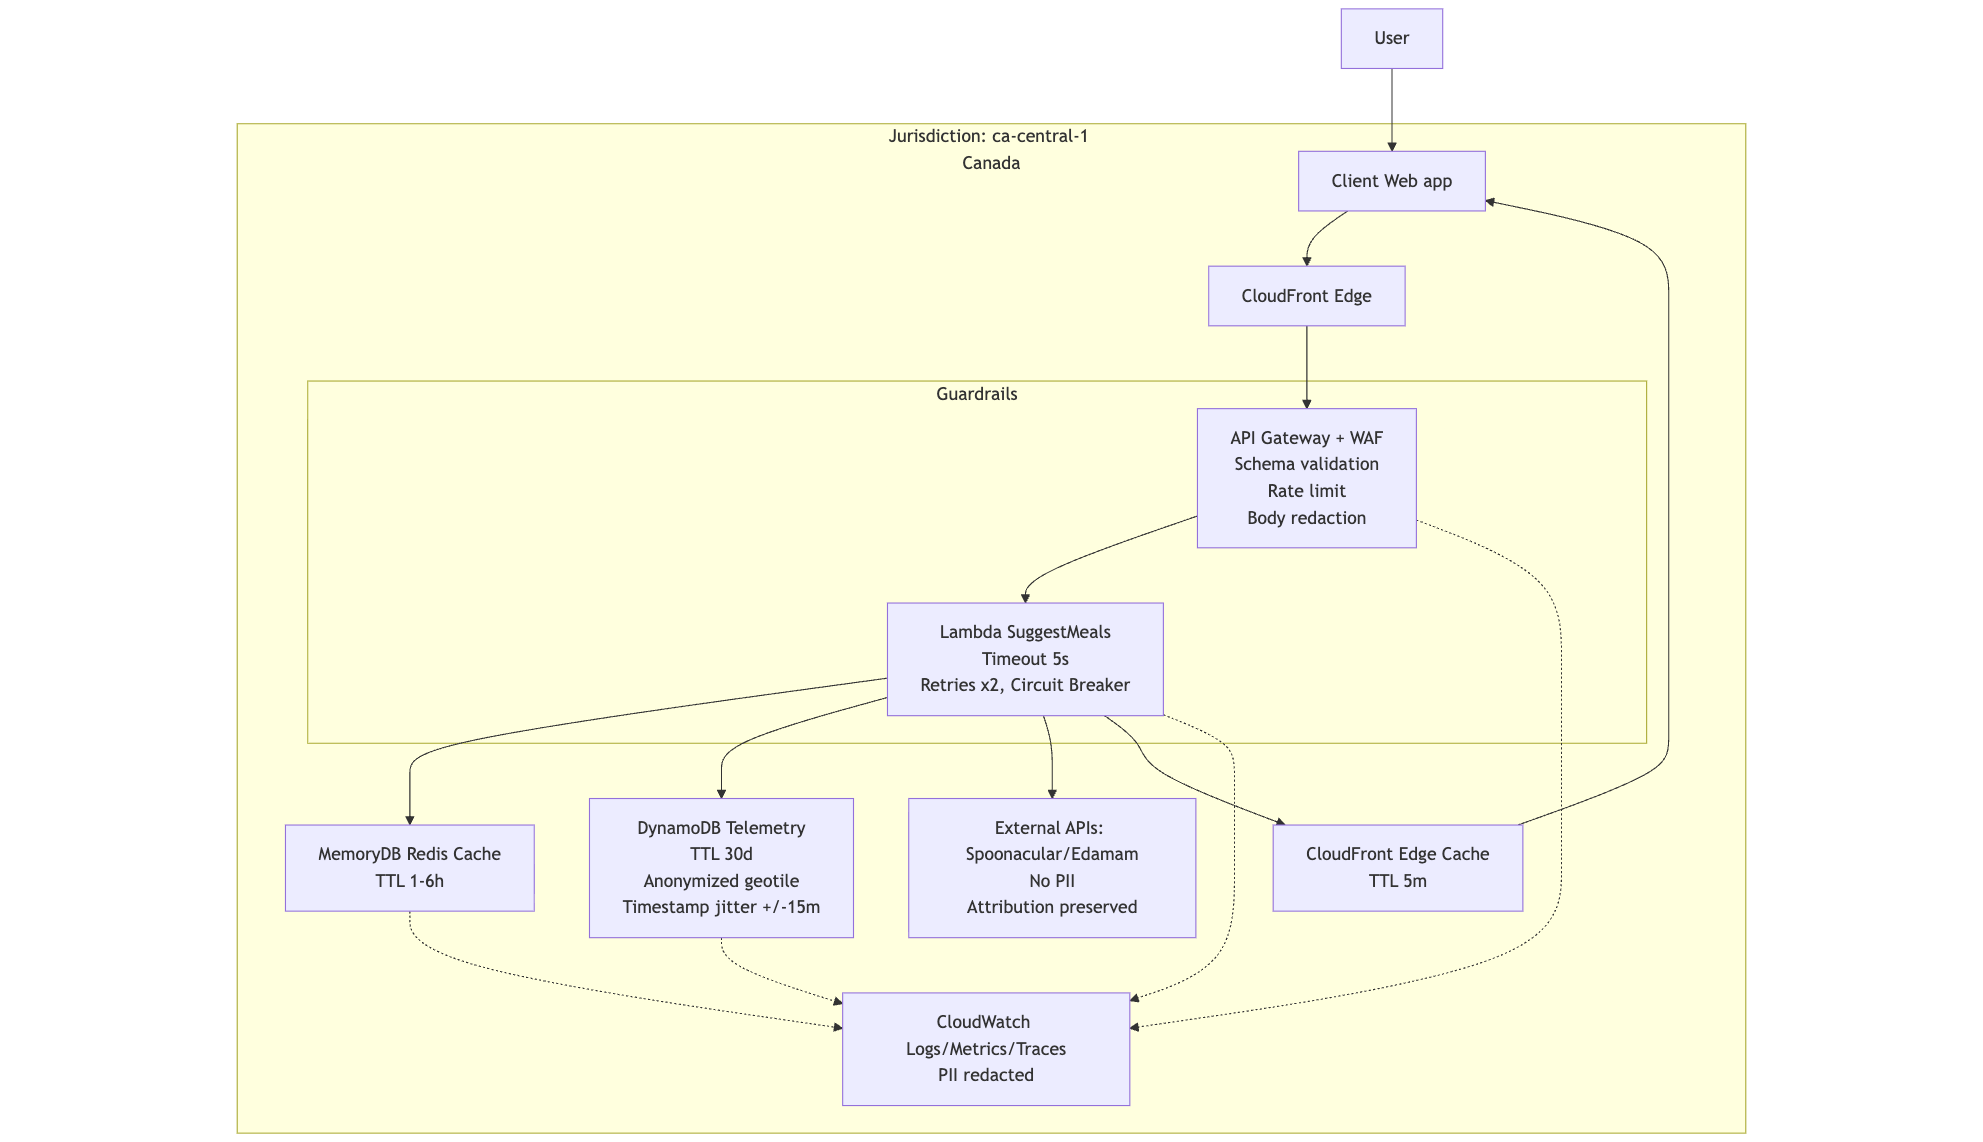 User
Jurisdiction: ca-central-1
Canada
Client Web app
CloudFront Edge
Guardrails
API Gateway + WAF
Schema validation
Rate limit
Body redaction
Lambda SuggestMeals
Timeout 5s
Retries x2, Circuit Breaker
MemoryDB Redis Cache
TTL 1-6h
DynamoDB Telemetry
TTL 30d
Anonymized geotile
Timestamp jitter +/-15m
External APIs:
Spoonacular/Edamam
No PII
Attribution preserved
CloudFront Edge Cache
TTL 5m
CloudWatch
Logs/Metrics/Traces
PII redacted